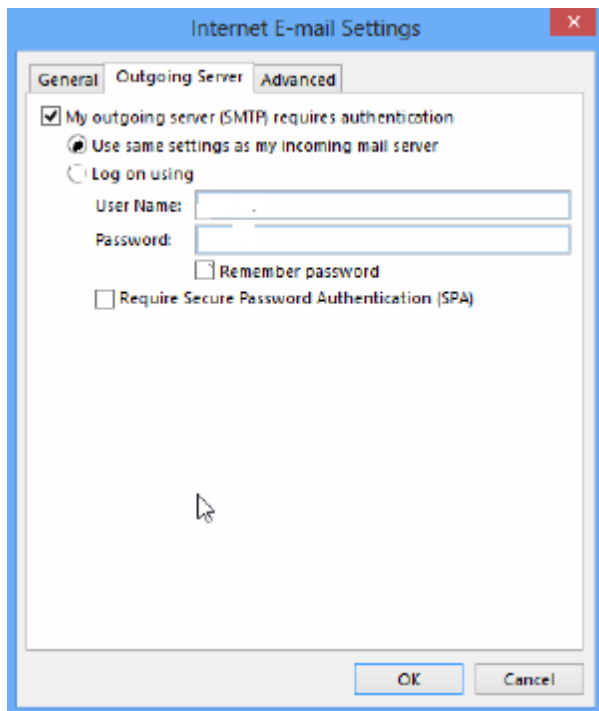 Internet E-mail Settings
General Outgoing Server Advanced
My outgoing server (SMTP) requires authentication
Use same settings as my incoming mail server
Log on using
User Name:
Password:
Remember password
Require Secure Password Authentication (SPA)
OK Cancel